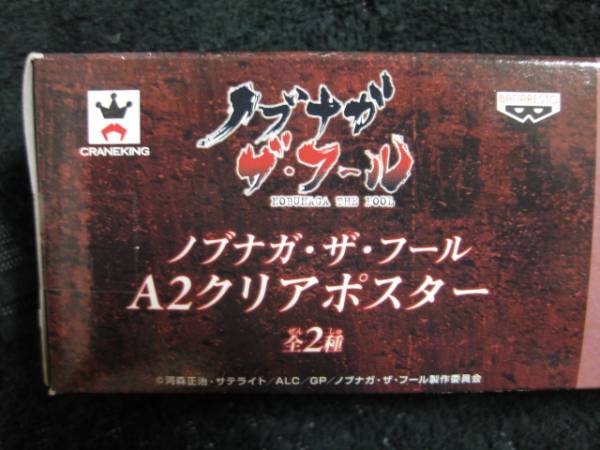 CRANEKING
ノブナガ
ザ・フール
NOBUNAGA THE FOOL
BANPRESTO
ノブナガ・ザ・フール
A2クリアポスター
全2種
©河森正治・サテライト/ALC/GP/ノブナガ・ザ・フール製作委員会